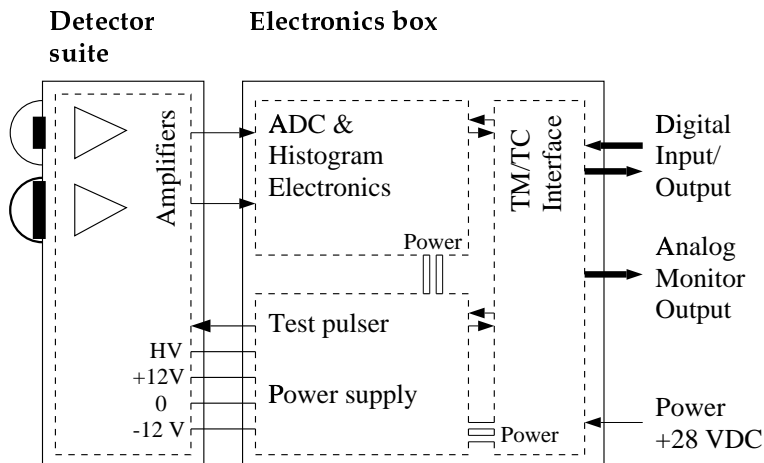 Detector
suite
Electronics box
Amplifiers
ADC &
Histogram
Electronics
TM/TC
Interface
Digital
Input/
Output
Power
Analog
Monitor
Output
Test pulser
HV
+12V
0
-12 V
Power supply
Power
Power
+28 VDC